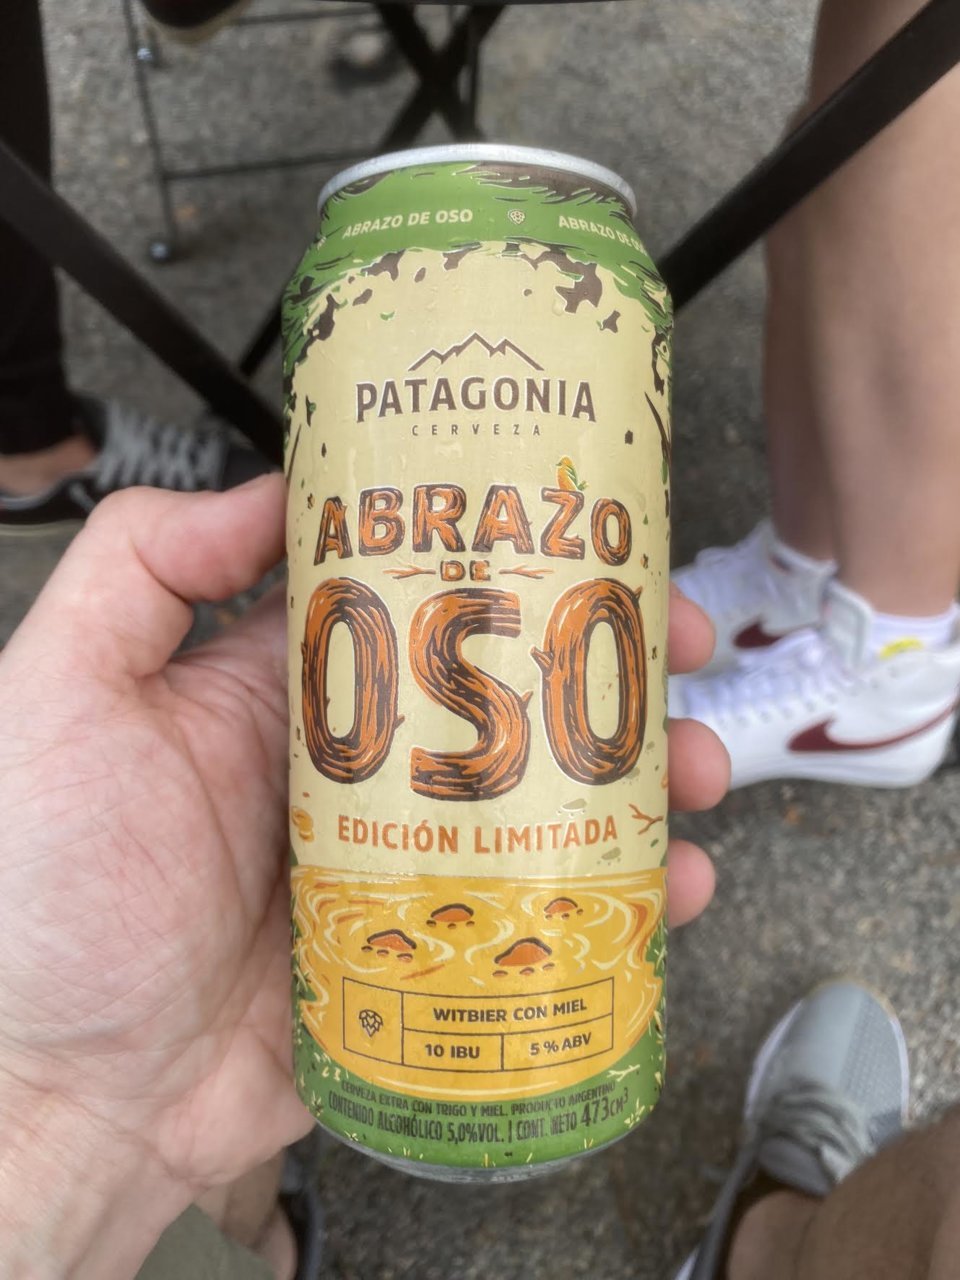 ABRAZO DE OSO
ABRAZO DE
PATAGONIA
CERVEZA
ABRAZO
DE
OSO
EDICIÓN LIMITADA
WITBIER CON MIEL
10 IBU
5 % ABV
CERVEZA EXTRA CON TRIGO Y MIEL. PRODUCTO ARGENTINO
CONTENIDO ALCOHÓLICO 5,0%VOL. | CONT. NETO 473CM³